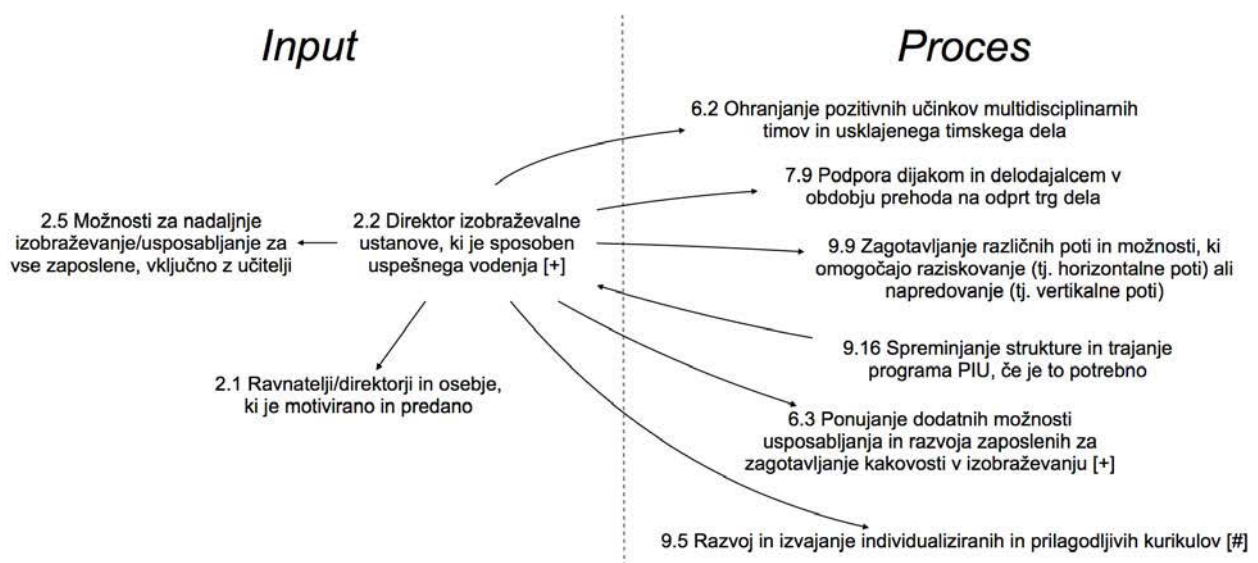 Input
Proces
6.2 Ohranjanje pozitivnih učinkov multidisciplinarnih
timov in usklajenega timskega dela
7.9 Podpora dijakom in delodajalcem v
obdobju prehoda na odprt trg dela
2.5 Možnosti za nadaljnje
izobraževanje/usposabljanje za
vse zaposlene, vključno z učitelji
2.2 Direktor izobraževalne
ustanove, ki je sposoben
uspešnega vodenja [+]
9.9 Zagotavljanje različnih poti in možnosti, ki
omogočajo raziskovanje (tj. horizontalne poti) ali
napredovanje (tj. vertikalne poti)
9.16 Spreminjanje strukture in trajanje
programa PIU, če je to potrebno
2.1 Ravnatelji/direktorji in osebje,
ki je motivirano in predano
6.3 Ponujanje dodatnih možnosti
usposabljanja in razvoja zaposlenih za
zagotavljanje kakovosti v izobraževanju [+]
9.5 Razvoj in izvajanje individualiziranih in prilagodljivih kurikulov [#]